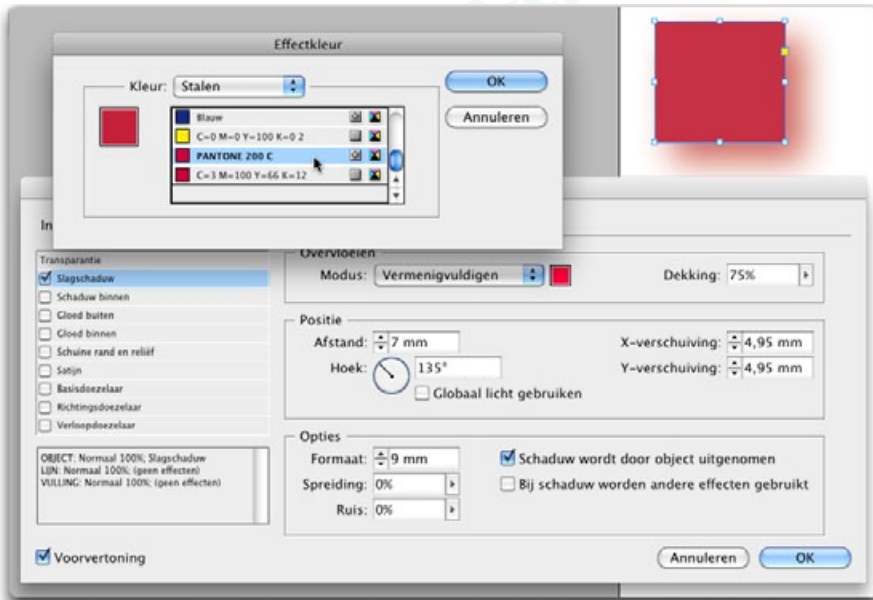 Effectkleur
Kleur: Stalen
OK
Annuleren
Blauw
C=0 M=0 Y=100 K=0 2
PANTONE 200 C
C=3 M=100 Y=66 K=12
In
Transparantie
Slagschaduw
Schaduw binnen
Gloed buiten
Gloed binnen
Schuine rand en reliëf
Satijn
Basisdoezelaar
Richtingsdoezelaar
Verloopdoezelaar
OBJECT: Normaal 100%; Slagschaduw
LIJN: Normaal 100%; (geen effecten)
VULLING: Normaal 100%; (geen effecten)
Voorvertoning
Overvloeien
Modus: Vermenigvuldigen
Dekking: 75%
Positie
Afstand: 7 mm
X-verschuiving: 4,95 mm
Hoek: 135°
Y-verschuiving: 4,95 mm
Globaal licht gebruiken
Opties
Formaat: 9 mm
Schaduw wordt door object uitgenomen
Spreiding: 0%
Bij schaduw worden andere effecten gebruikt
Ruis: 0%
Annuleren
OK